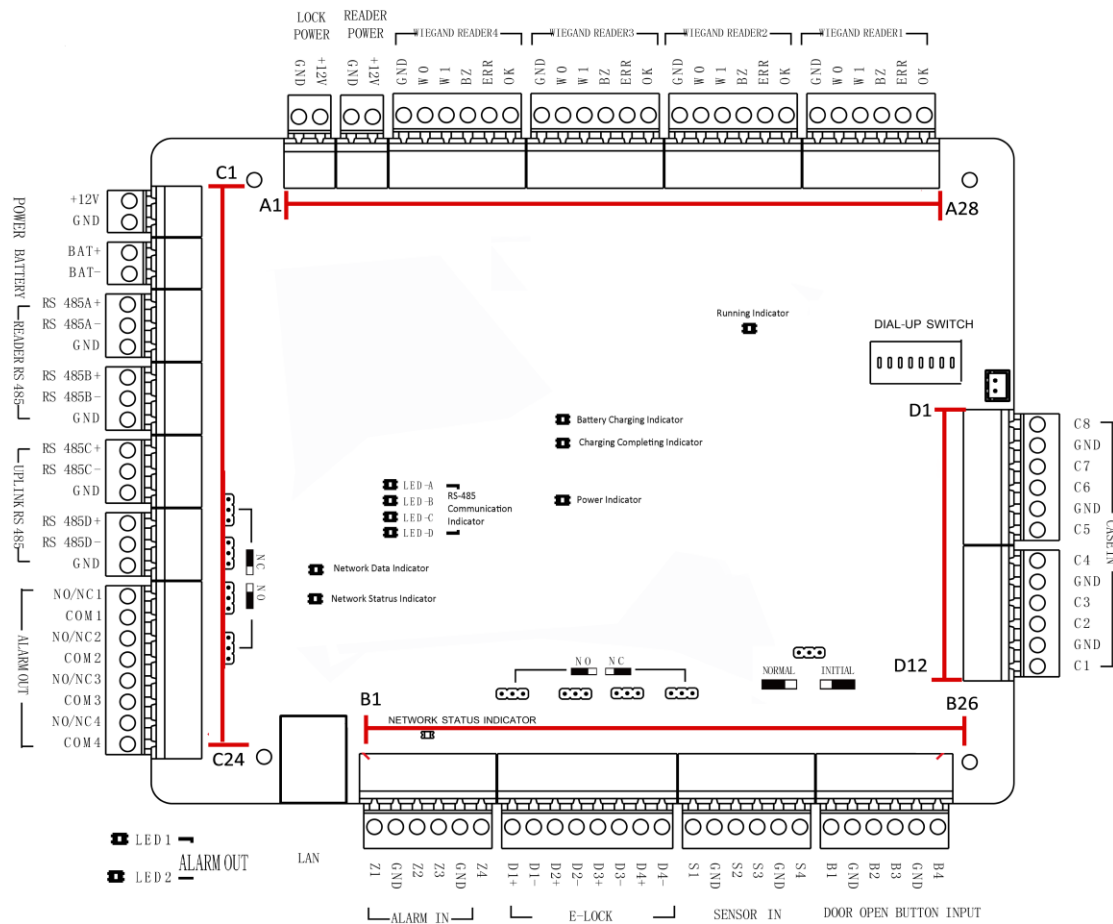 LOCK POWER
READER POWER
WIEGAND READER4
WIEGAND READER3
WIEGAND READER2
WIEGAND READER1
GND +12V
GND +12V
GND W0 W1 BZ ERR OK
GND W0 W1 BZ ERR OK
GND W0 W1 BZ ERR OK
GND W0 W1 BZ ERR OK
C1
A1
A28
POWER
+12V
GND
BATTERY
BAT+
BAT-
READER RS 485
RS 485A+
RS 485A-
GND
RS 485B+
RS 485B-
GND
UPLINK RS 485
RS 485C+
RS 485C-
GND
RS 485D+
RS 485D-
GND
ALARM OUT
NO/NC1
COM1
NO/NC2
COM2
NO/NC3
COM3
NO/NC4
COM4
C24
NC
NO
Running Indicator
DIAL-UP SWITCH
Battery Charging Indicator
Charging Completing Indicator
Power Indicator
LED-A
LED-B
LED-C
LED-D
RS-485
Communication
Indicator
Network Data Indicator
Network Statrus Indicator
D1
C8
GND
C7
C6
GND
C5
C4
GND
C3
C2
GND
C1
CASE IN
D12
NO NC
NORMAL
INITIAL
B1
B26
NETWORK STATUS INDICATOR
LED1
LED2
ALARM OUT
LAN
Z1 GND Z2 Z3 GND Z4
D1+ D1- D2+ D2- D3+ D3- D4+ D4-
S1 GND S2 S3 GND S4
B1 GND B2 B3 GND B4
ALARM IN
E-LOCK
SENSOR IN
DOOR OPEN BUTTON INPUT